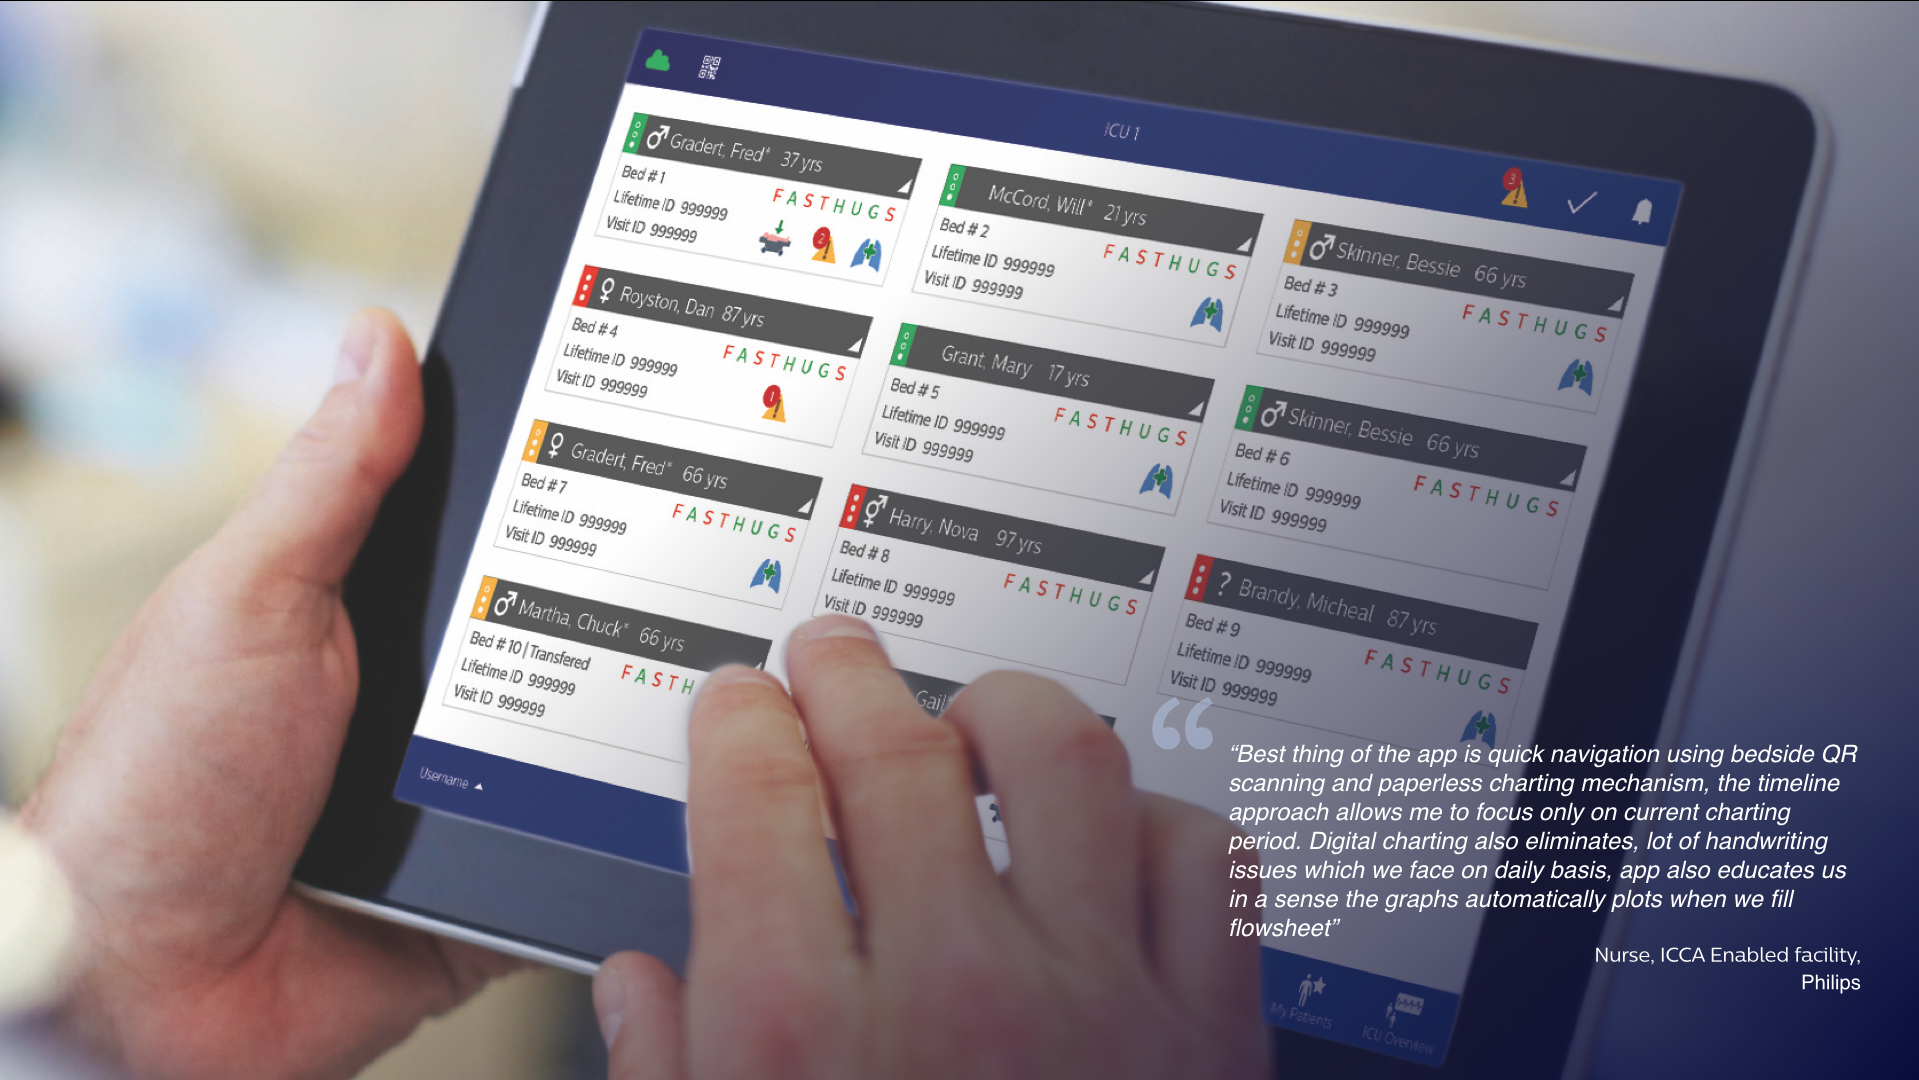 ICU 1
3
Gradert, Fred* 37 yrs
Bed # 1
FASTHUGS
Lifetime ID 999999
Visit ID 999999
2
McCord, Will* 21 yrs
Bed # 2
FASTHUGS
Lifetime ID 999999
Visit ID 999999
Skinner, Bessie 66 yrs
Bed # 3
FASTHUGS
Lifetime ID 999999
Visit ID 999999
Royston, Dan 87 yrs
Bed # 4
FASTHUGS
Lifetime ID 999999
Visit ID 999999
1
Grant, Mary 17 yrs
Bed # 5
FASTHUGS
Lifetime ID 999999
Visit ID 999999
Skinner, Bessie 66 yrs
Bed # 6
FASTHUGS
Lifetime ID 999999
Visit ID 999999
Gradert, Fred* 66 yrs
Bed # 7
FASTHUGS
Lifetime ID 999999
Visit ID 999999
Harry, Nova 97 yrs
Bed # 8
FASTHUGS
Lifetime ID 999999
Visit ID 999999
? Brandy, Micheal 87 yrs
Bed # 9
FASTHUGS
Lifetime ID 999999
Visit ID 999999
Martha, Chuck* 66 yrs
Bed # 10 | Transfered
FASTH
Lifetime ID 999999
Visit ID 999999
Gail
Username
My Patients
ICU Overview
“
“Best thing of the app is quick navigation using bedside QR
scanning and paperless charting mechanism, the timeline
approach allows me to focus only on current charting
period. Digital charting also eliminates, lot of handwriting
issues which we face on daily basis, app also educates us
in a sense the graphs automatically plots when we fill
flowsheet”
Nurse, ICCA Enabled facility,
Philips